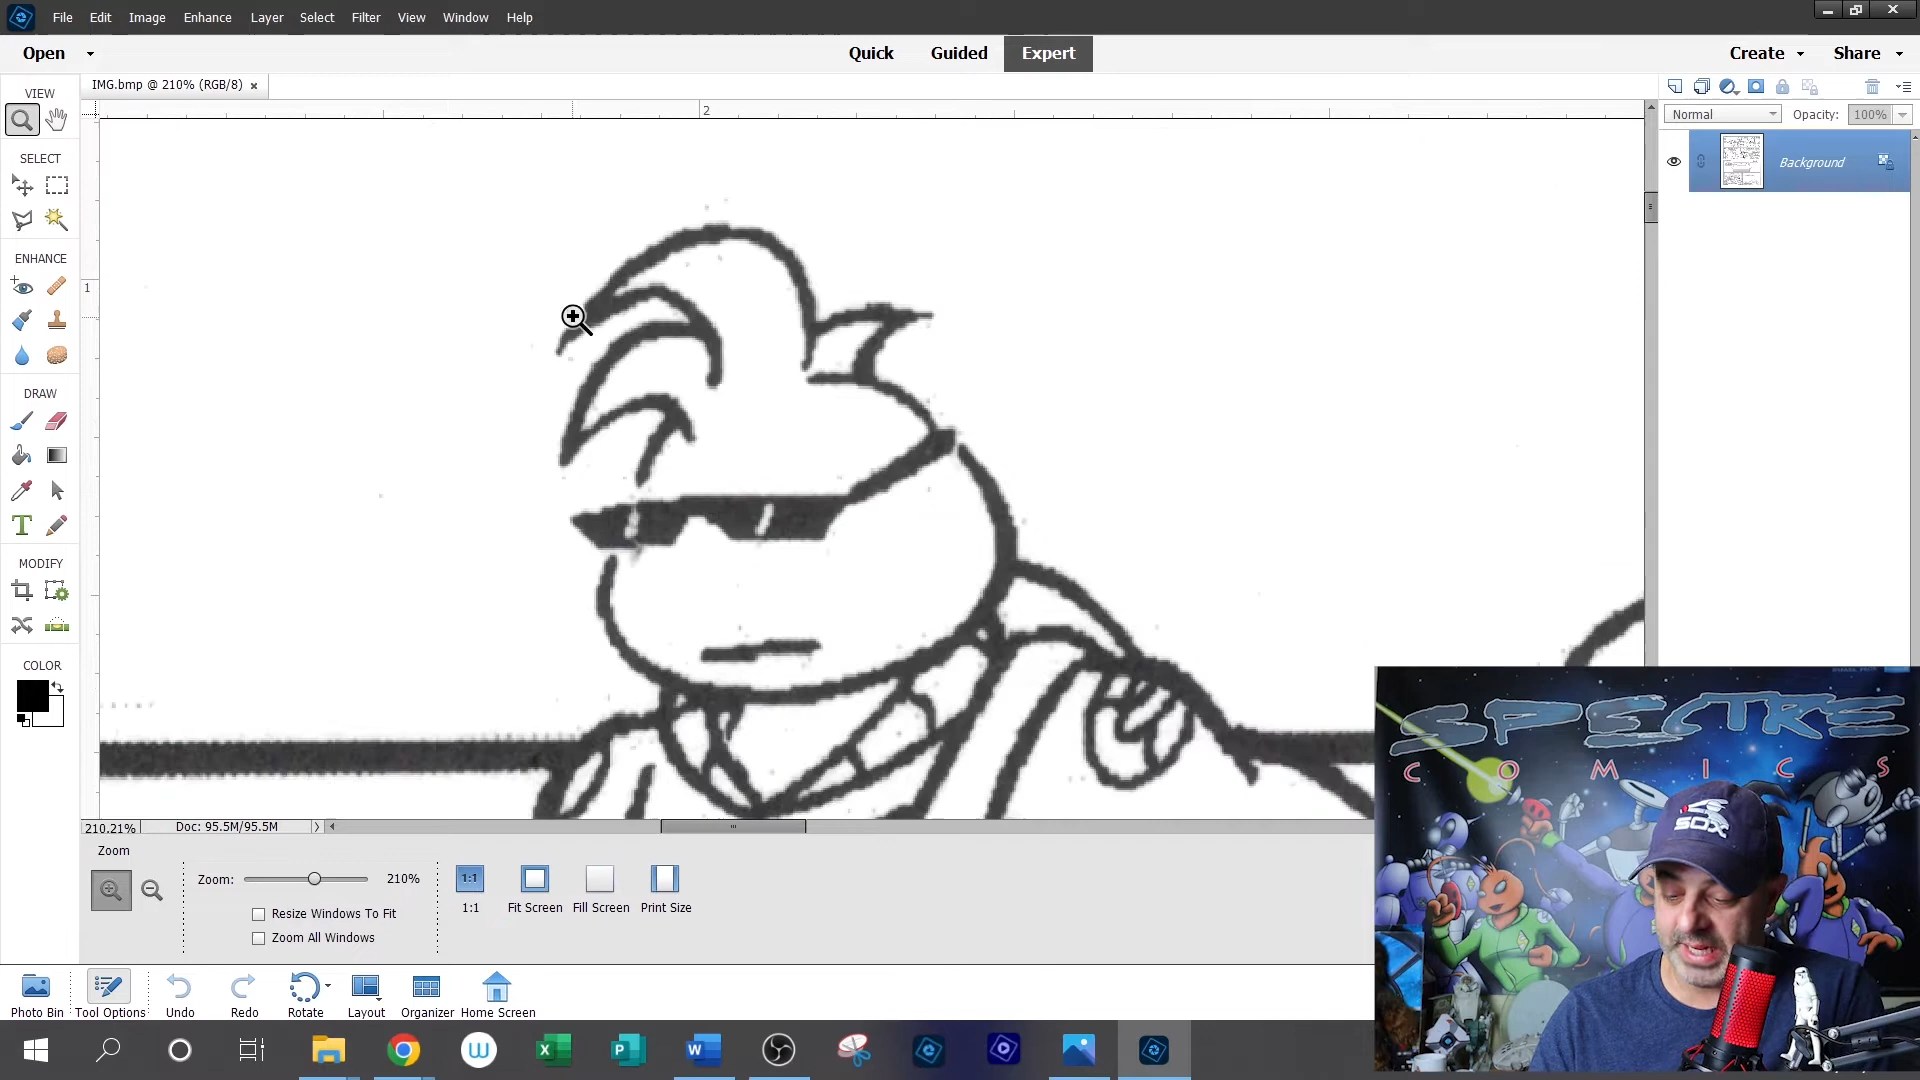 File Edit Image Enhance Layer Select Filter View Window Help
Open Quick Guided Expert Create Share
IMG.bmp @ 210% (RGB/8) ×
VIEW
SELECT
ENHANCE
DRAW
T
MODIFY
COLOR
2
1
Normal Opacity: 100%
Background
210.21% Doc: 95.5M/95.5M
Zoom
Zoom: 210%
Resize Windows To Fit
Zoom All Windows
1:1
1:1 Fit Screen Fill Screen Print Size
Photo Bin Tool Options Undo Redo Rotate Layout Organizer Home Screen
SPECTRE
COMICS
SOX
W X P W